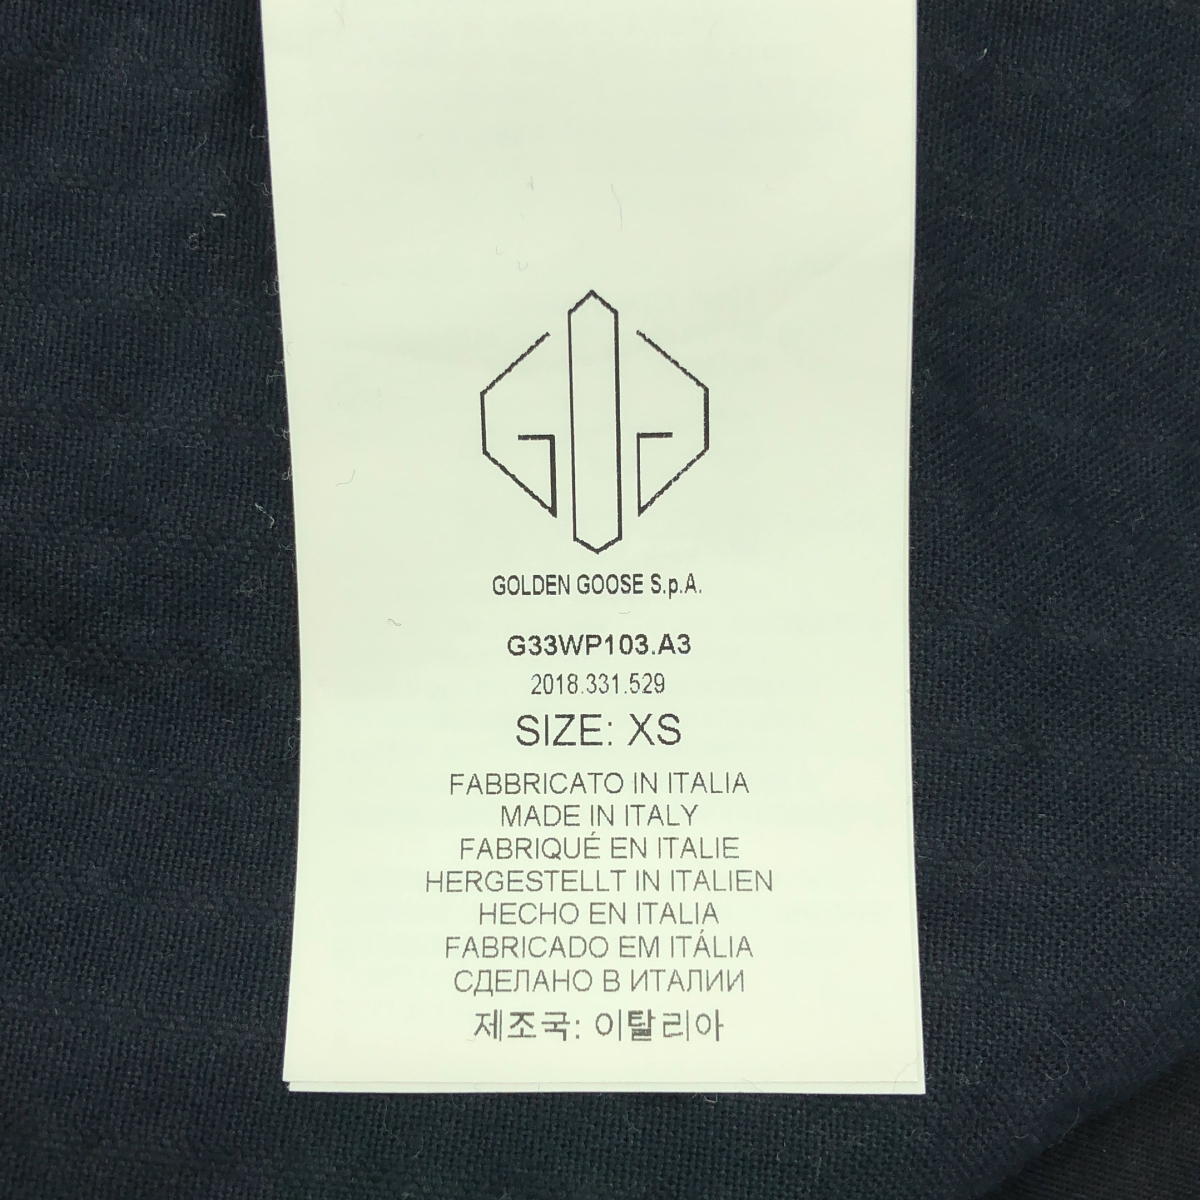 GOLDEN GOOSE S.p.A.
G33WP103.A3
2018.331.529
SIZE: XS
FABBRICATO IN ITALIA
MADE IN ITALY
FABRIQUÉ EN ITALIE
HERGESTELLT IN ITALIEN
HECHO EN ITALIA
FABRICADO EM ITÁLIA
СДЕЛАНО В ИТАЛИИ
제조국: 이탈리아